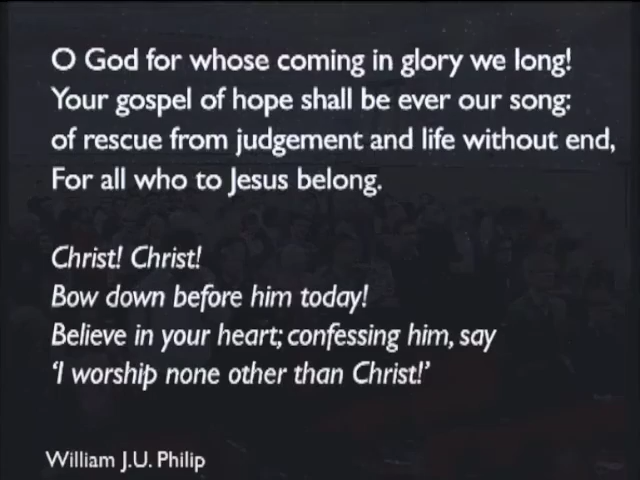 O God for whose coming in glory we long!
Your gospel of hope shall be ever our song:
of rescue from judgement and life without end,
For all who to Jesus belong.
Christ! Christ!
Bow down before him today!
Believe in your heart; confessing him, say
‘I worship none other than Christ!’
William J.U. Philip